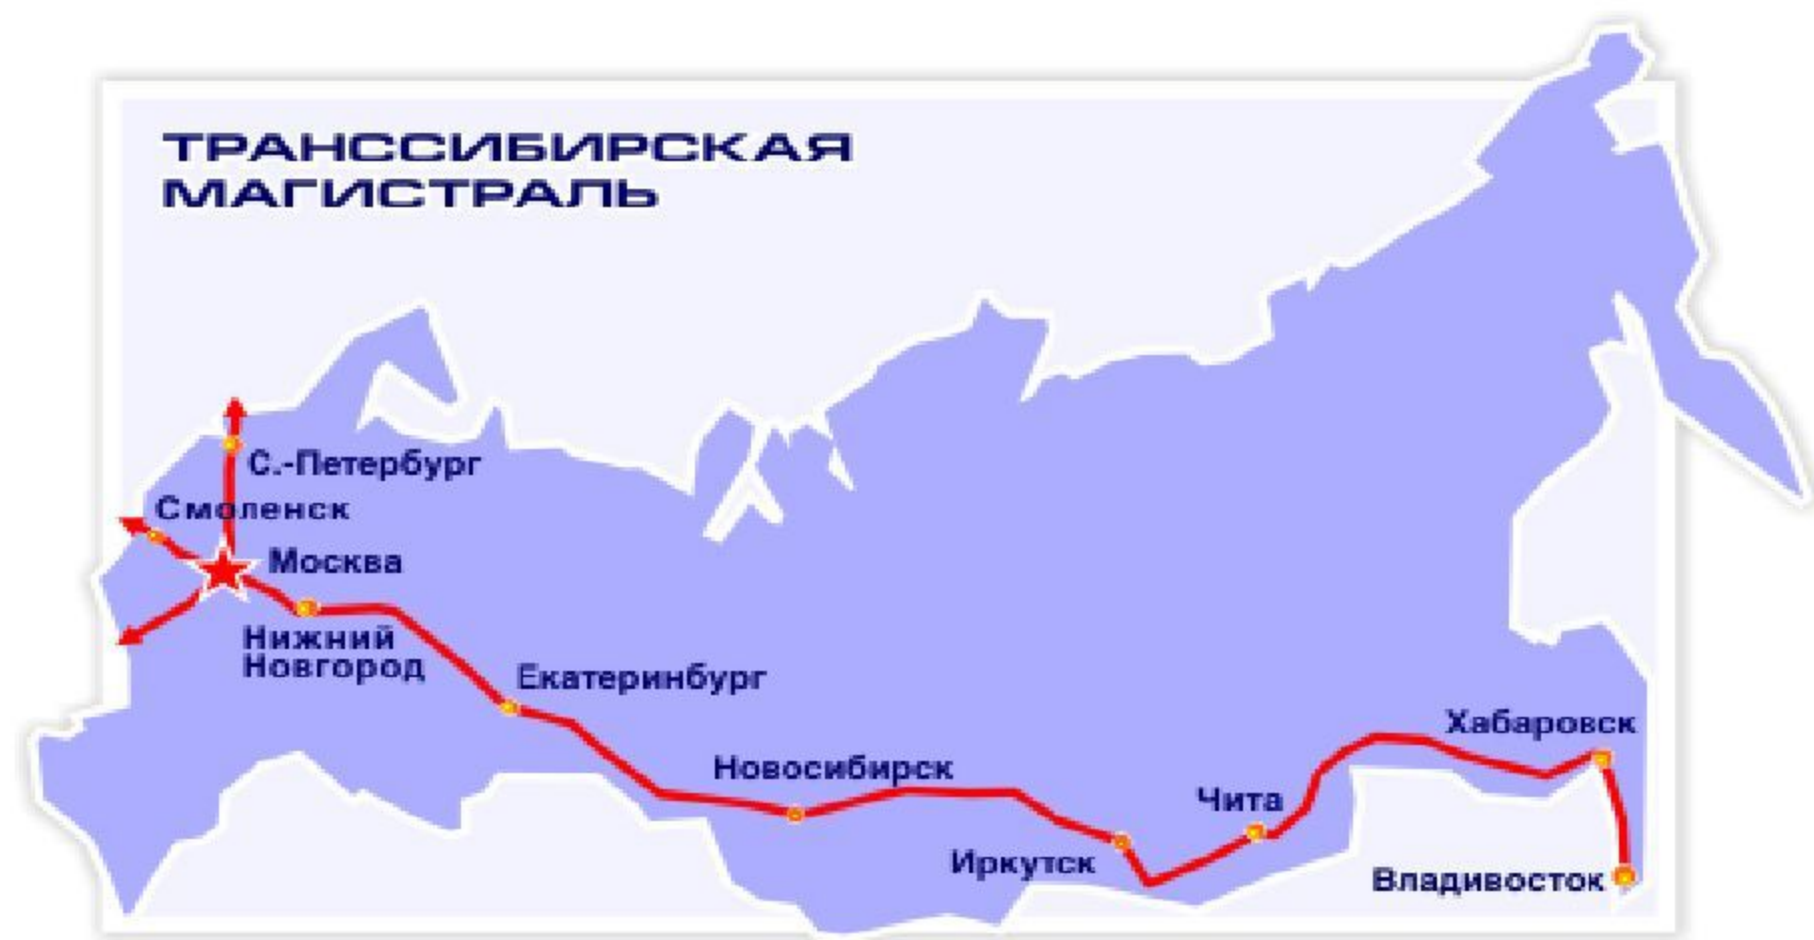 ТРАНССИБИРСКАЯ
МАГИСТРАЛЬ
С.-Петербург
Смоленск
Москва
Нижний
Новгород
Екатеринбург
Новосибирск
Иркутск
Чита
Хабаровск
Владивосток